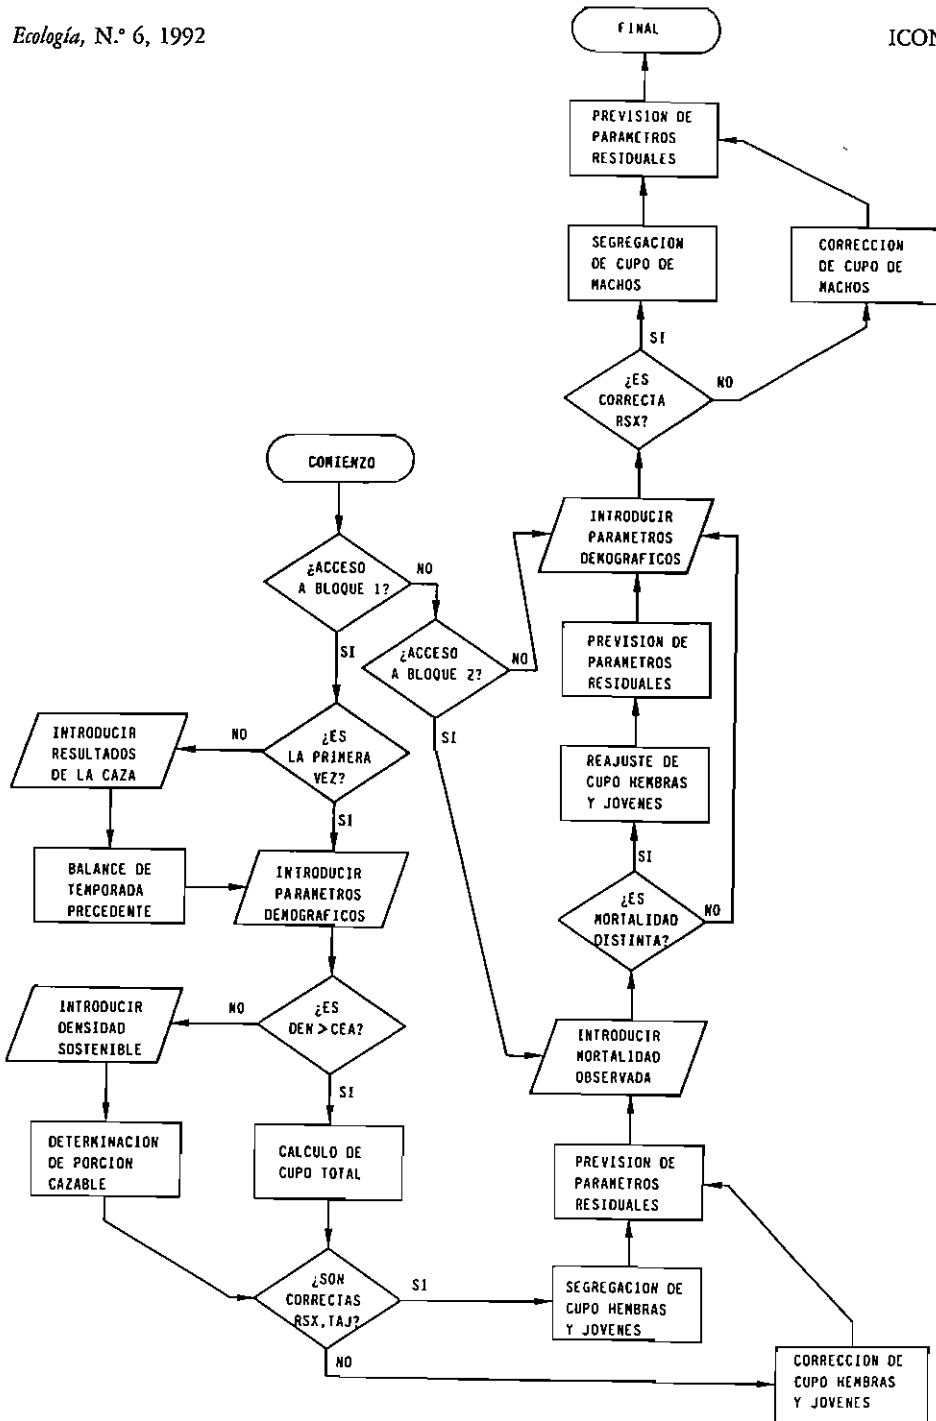 Ecología, N.° 6, 1992
ICON
FINAL
PREVISION DE
PARAMETROS
RESIDUALES
SEGREGACION
DE CUPO DE
MACHOS
CORRECCION
DE CUPO DE
MACHOS
SI
¿ES
CORRECTA
RSX?
NO
COMIENZO
INTRODUCIR
PARAMETROS
DEMOGRAFICOS
¿ACCESO
A BLOQUE 1?
NO
SI
¿ACCESO
A BLOQUE 2?
NO
SI
PREVISION DE
PARAMETROS
RESIDUALES
INTRODUCIR
RESULTADOS
DE LA CAZA
NO
¿ES
LA PRIMERA
VEZ?
SI
REAJUSTE DE
CUPO HEMBRAS
Y JOVENES
SI
BALANCE DE
TEMPORADA
PRECEDENTE
INTRODUCIR
PARAMETROS
DEMOGRAFICOS
¿ES
MORTALIDAD
DISTINTA?
NO
INTRODUCIR
DENSIDAD
SOSTENIBLE
NO
¿ES
DEN > CEA?
SI
INTRODUCIR
MORTALIDAD
OBSERVADA
DETERMINACION
DE PORCION
CAZABLE
CALCULO DE
CUPO TOTAL
PREVISION DE
PARAMETROS
RESIDUALES
¿SON
CORRECTAS
RSX,TAJ?
SI
NO
SEGREGACION DE
CUPO HEMBRAS
Y JOVENES
CORRECCION DE
CUPO HEMBRAS
Y JOVENES